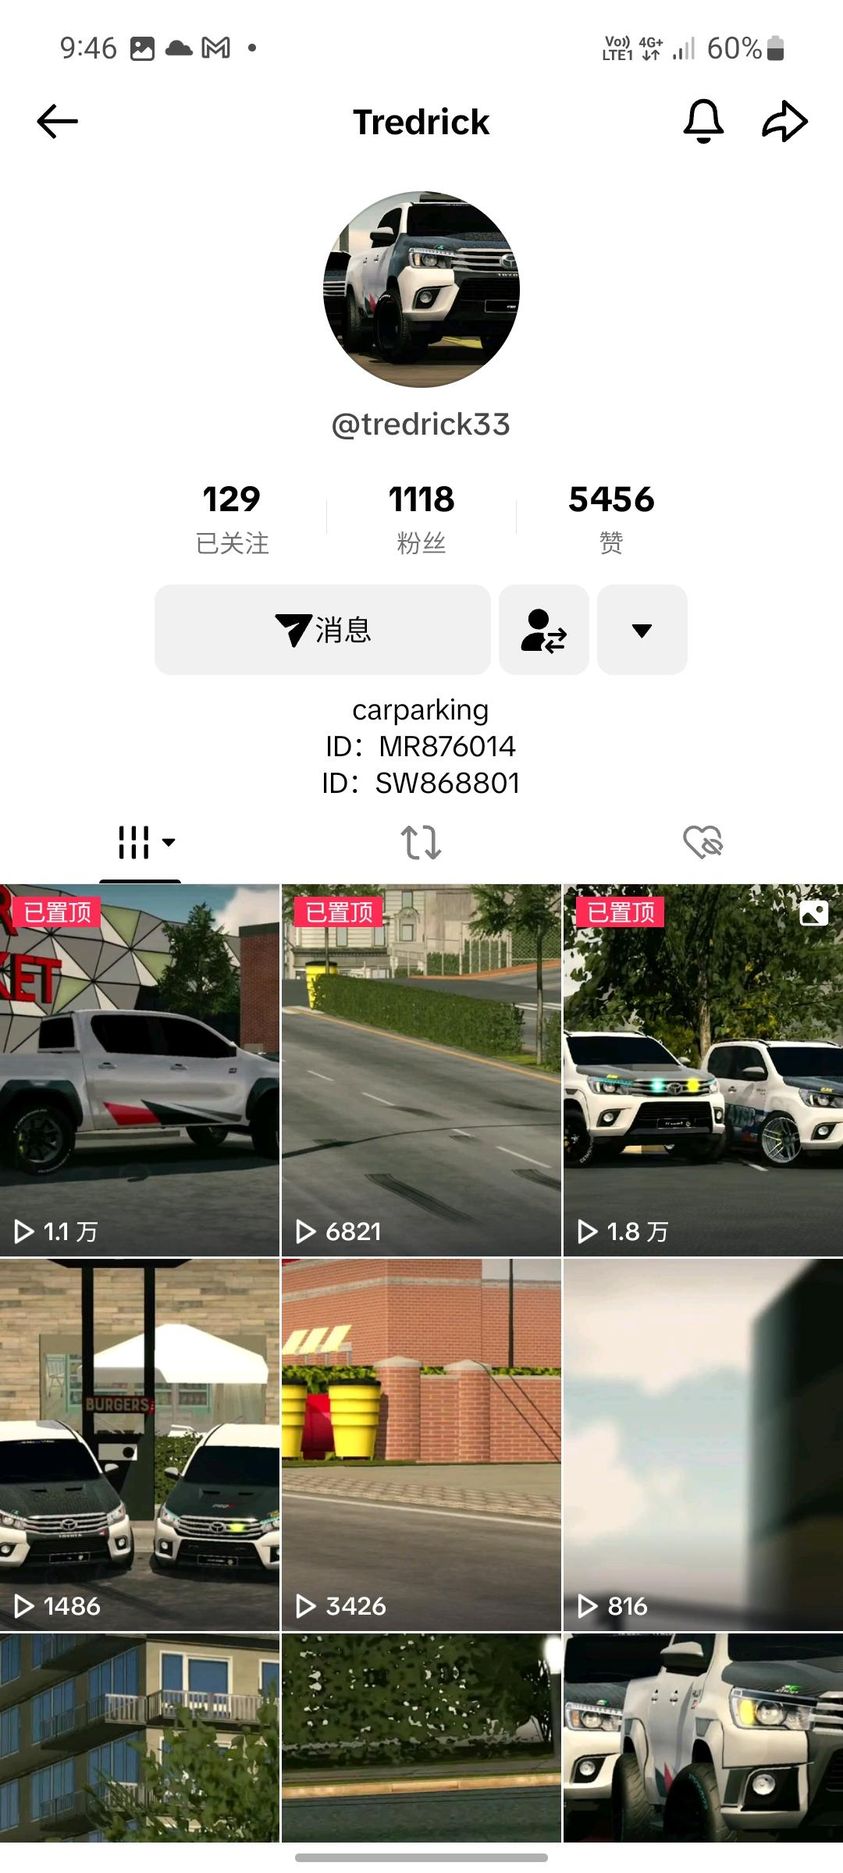 9:46
Vo)) LTE1 4G+ 60%
Tredrick
@tredrick33
129 1118 5456
已关注 粉丝 赞
消息
carparking
ID：MR876014
ID：SW868801
已置顶 已置顶 已置顶
KET
1.1 万 6821 1.8 万
BURGERS
1486 3426 816